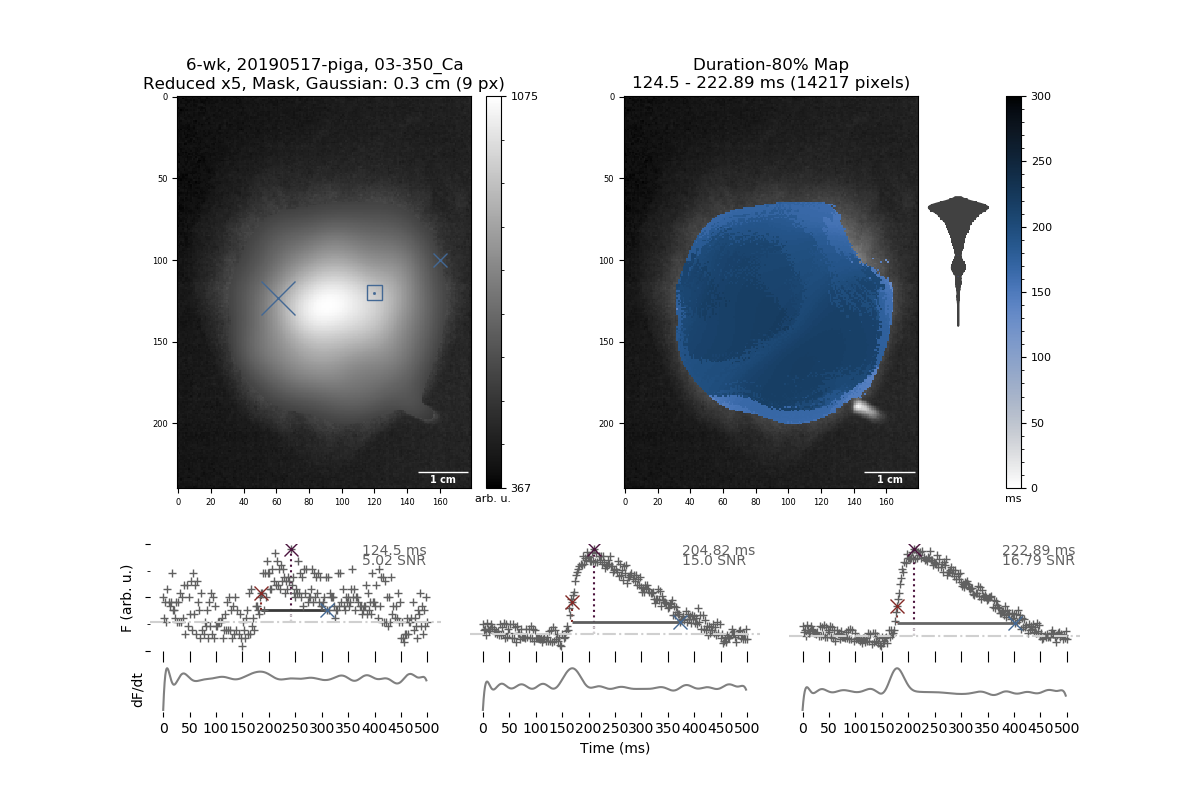 6-wk, 20190517-piga, 03-350_Ca
Reduced x5, Mask, Gaussian: 0.3 cm (9 px)
0
50
100
150
200
0 20 40 60 80 100 120 140 160
1 cm
1075
367
arb. u.
Duration-80% Map
124.5 - 222.89 ms (14217 pixels)
0
50
100
150
200
0 20 40 60 80 100 120 140 160
1 cm
300
250
200
150
100
50
0
ms
F (arb. u.)
124.5 ms
5.02 SNR
204.82 ms
15.0 SNR
222.89 ms
16.79 SNR
dF/dt
0 50 100 150 200 250 300 350 400 450 500
0 50 100 150 200 250 300 350 400 450 500
0 50 100 150 200 250 300 350 400 450 500
Time (ms)